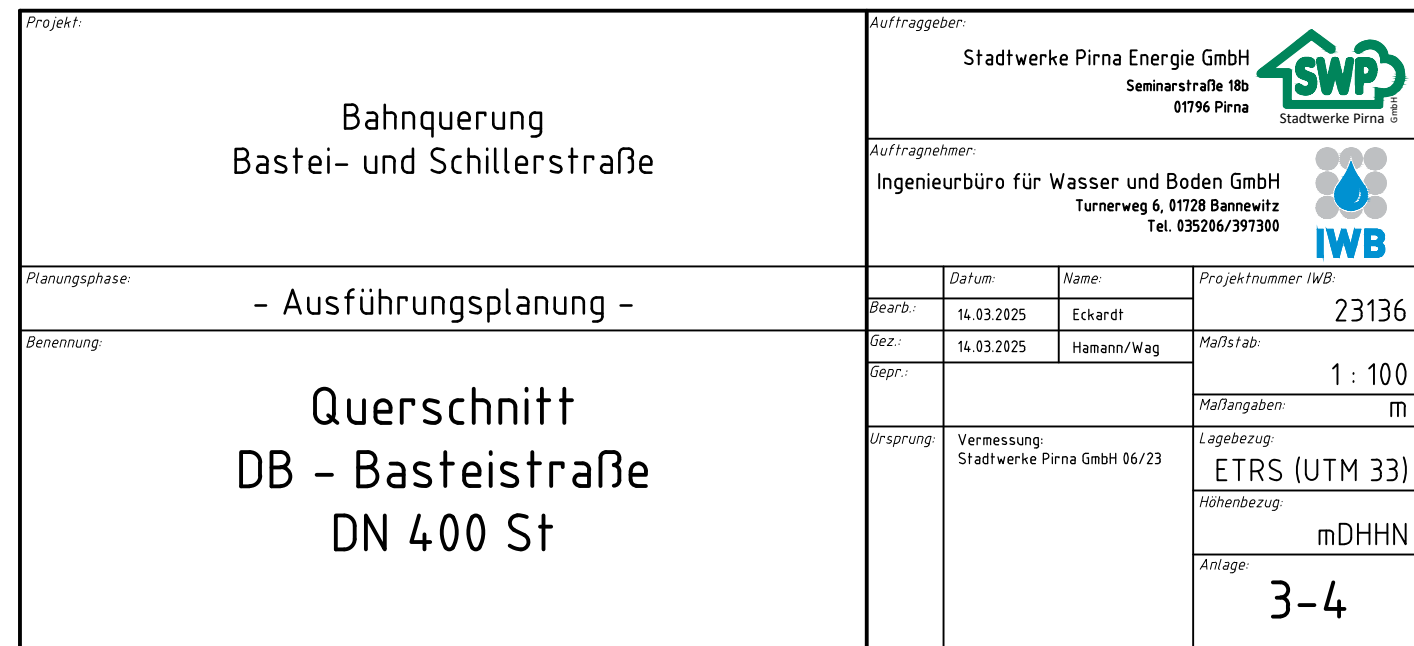 Projekt:
Bahnquerung
Bastei- und Schillerstraße
Auftraggeber:
Stadtwerke Pirna Energie GmbH
Seminarstraße 18b
01796 Pirna
SWP
Stadtwerke Pirna GmbH
Auftragnehmer:
Ingenieurbüro für Wasser und Boden GmbH
Turnerweg 6, 01728 Bannewitz
Tel. 035206/397300
IWB
Planungsphase:
- Ausführungsplanung -
Benennung:
Querschnitt
DB - Basteistraße
DN 400 St
Datum: Name:
Bearb.: 14.03.2025 Eckardt
Gez.: 14.03.2025 Hamann/Wag
Gepr.:
Ursprung: Vermessung:
Stadtwerke Pirna GmbH 06/23
Projektnummer IWB:
23136
Maßstab:
1 : 100
Maßangaben: m
Lagebezug:
ETRS (UTM 33)
Höhenbezug:
mDHHN
Anlage:
3-4